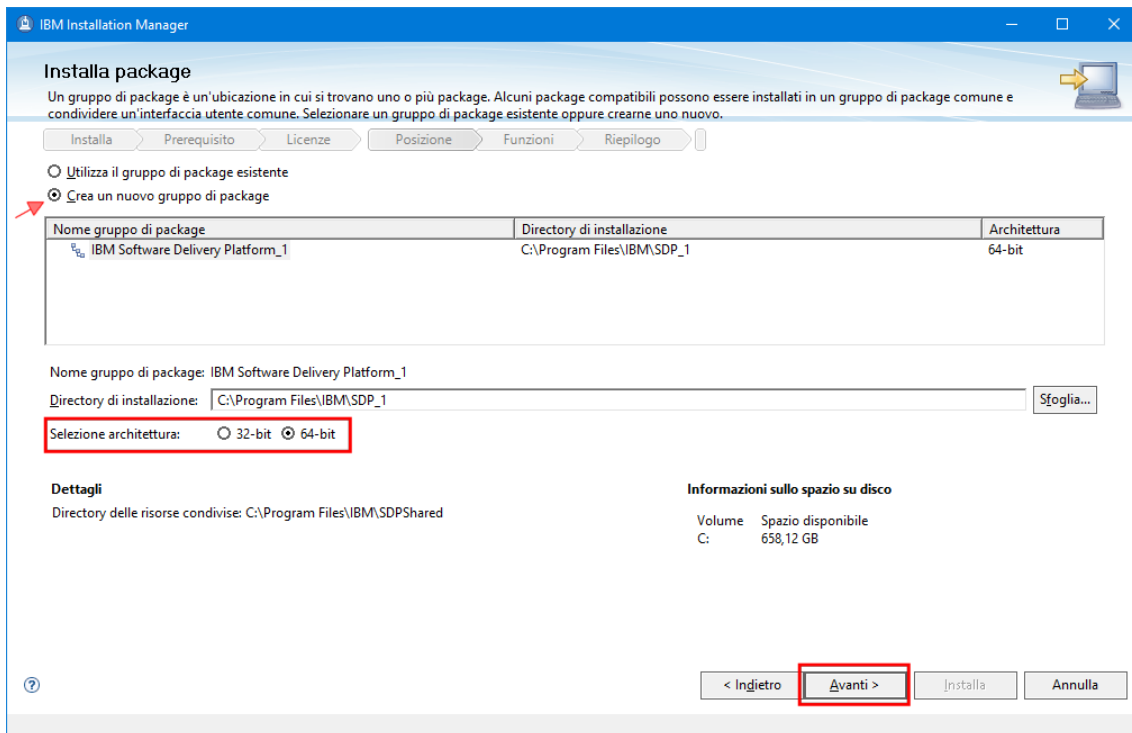 IBM Installation Manager
Installa package
Un gruppo di package è un'ubicazione in cui si trovano uno o più package. Alcuni package compatibili possono essere installati in un gruppo di package comune e
condividere un'interfaccia utente comune. Selezionare un gruppo di package esistente oppure crearne uno nuovo.
Installa Prerequisito Licenze Posizione Funzioni Riepilogo
Utilizza il gruppo di package esistente
Crea un nuovo gruppo di package
Nome gruppo di package Directory di installazione Architettura
IBM Software Delivery Platform_1 C:\Program Files\IBM\SDP_1 64-bit
Nome gruppo di package: IBM Software Delivery Platform_1
Directory di installazione: C:\Program Files\IBM\SDP_1 Sfoglia...
Selezione architettura: 32-bit 64-bit
Dettagli Informazioni sullo spazio su disco
Directory delle risorse condivise: C:\Program Files\IBM\SDPShared
Volume Spazio disponibile
C: 658,12 GB
? < Indietro Avanti > Installa Annulla